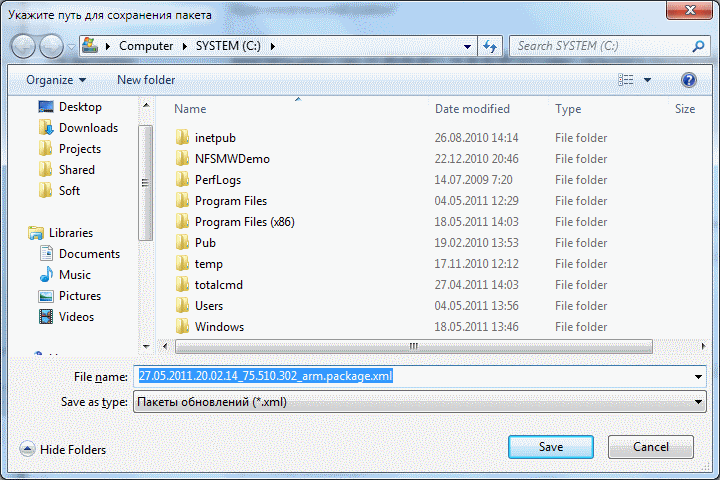 Укажите путь для сохранения пакета
Computer SYSTEM (C:) Search SYSTEM (C:)
Organize New folder
Name Date modified Type Size
Desktop
Downloads
Projects
Shared
Soft
Libraries
Documents
Music
Pictures
Videos
inetpub 26.08.2010 14:14 File folder
NFSMWDemo 22.12.2010 20:46 File folder
PerfLogs 14.07.2009 7:20 File folder
Program Files 04.05.2011 12:29 File folder
Program Files (x86) 18.05.2011 14:03 File folder
Pub 19.02.2010 13:53 File folder
temp 17.11.2010 12:12 File folder
totalcmd 27.04.2011 14:03 File folder
Users 04.05.2011 13:56 File folder
Windows 18.05.2011 13:46 File folder
File name: 27.05.2011.20.02.14_75.510.302_arm.package.xml
Save as type: Пакеты обновлений (*.xml)
Hide Folders Save Cancel